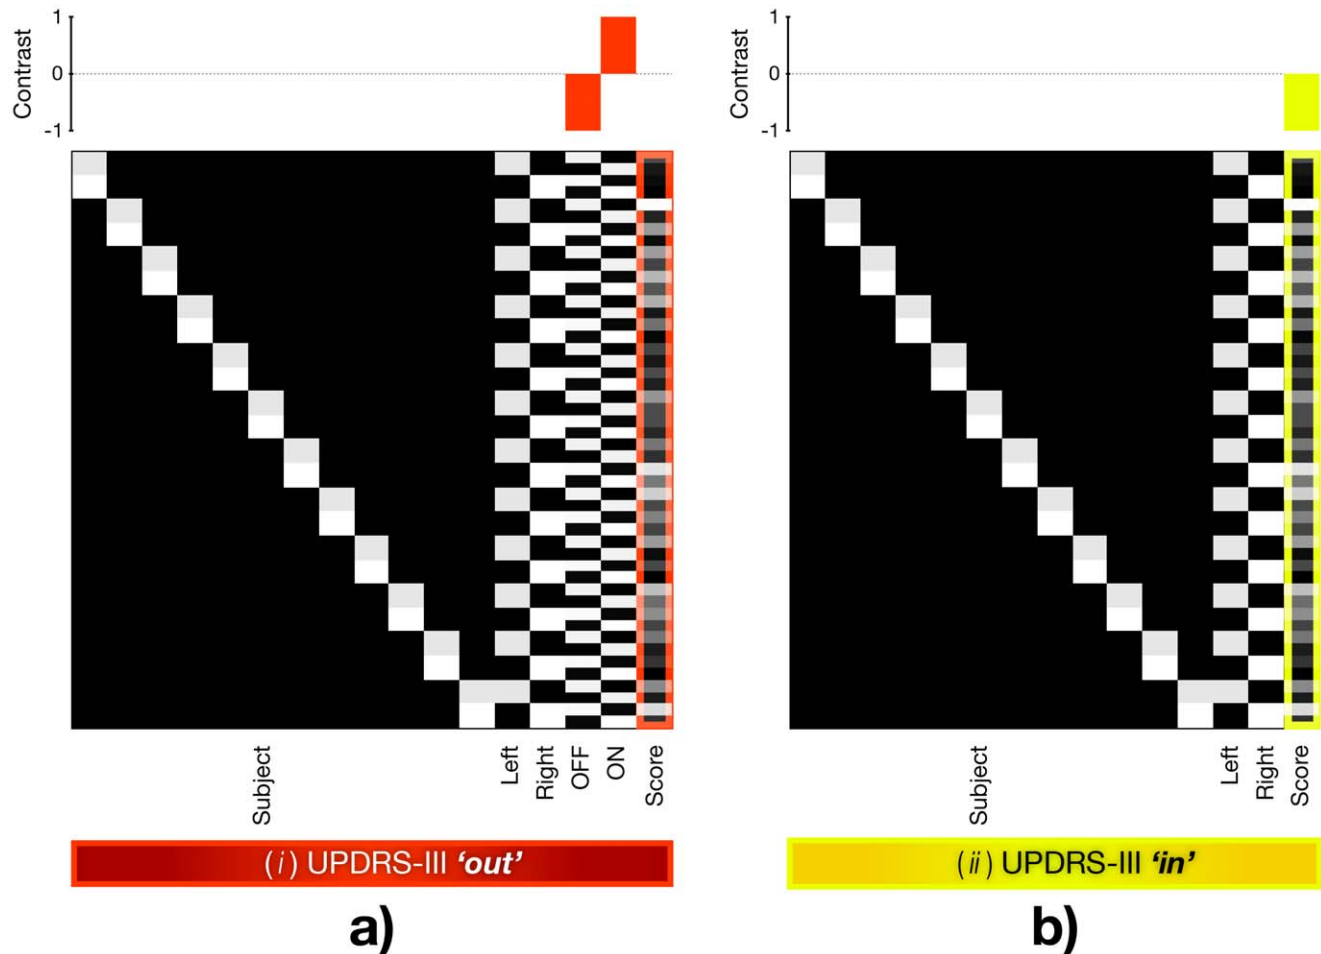 Contrast
1
0
-1
Subject
Left
Right
OFF
ON
Score
(i) UPDRS-III 'out'
a)
Contrast
1
0
-1
Subject
Left
Right
Score
(ii) UPDRS-III 'in'
b)